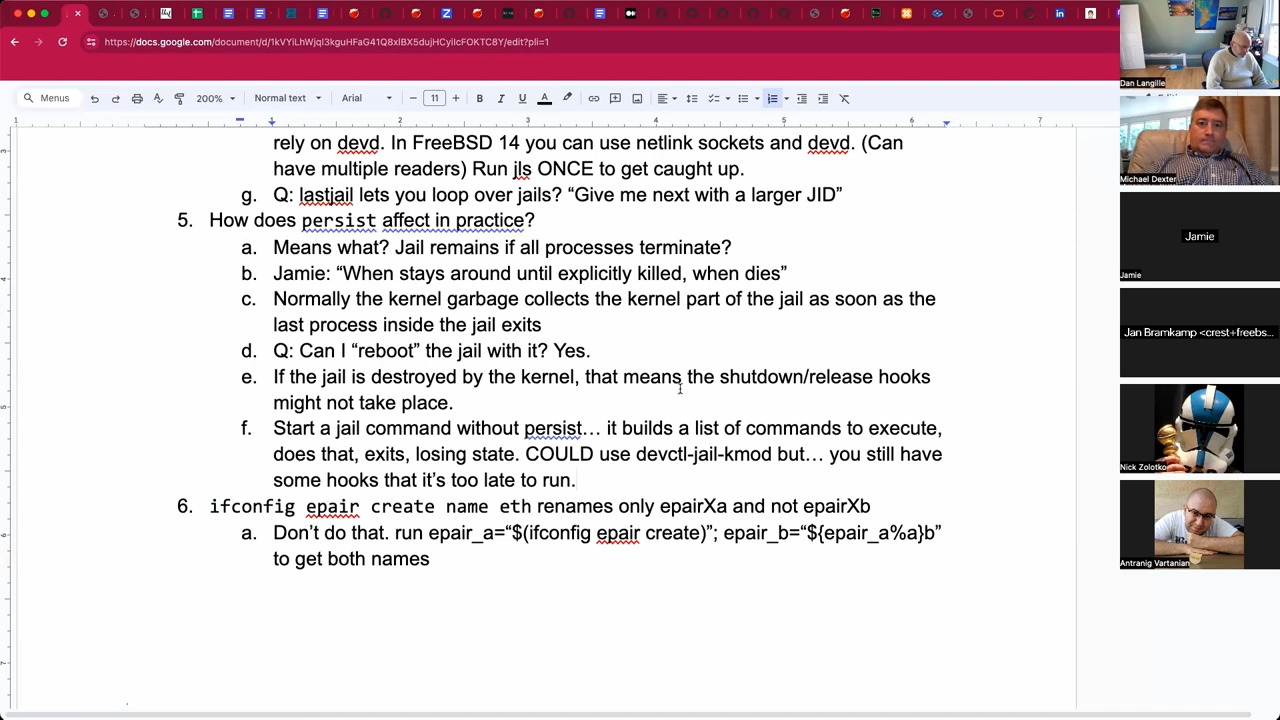 https://docs.google.com/document/d/1kVYiLhWjql3kguHFaG41Q8xlBX5dujHCyilcFOKTC8Y/edit?pli=1
Menus
200%
Normal text
Arial
11
B I U A
1 1 2 3 4 5 6 7
rely on devd. In FreeBSD 14 you can use netlink sockets and devd. (Can
have multiple readers) Run jls ONCE to get caught up.
g. Q: lastjail lets you loop over jails? “Give me next with a larger JID”
5. How does persist affect in practice?
a. Means what? Jail remains if all processes terminate?
b. Jamie: “When stays around until explicitly killed, when dies”
c. Normally the kernel garbage collects the kernel part of the jail as soon as the
last process inside the jail exits
d. Q: Can I “reboot” the jail with it? Yes.
e. If the jail is destroyed by the kernel, that means the shutdown/release hooks
might not take place.
f. Start a jail command without persist… it builds a list of commands to execute,
does that, exits, losing state. COULD use devctl-jail-kmod but… you still have
some hooks that it’s too late to run.
6. ifconfig epair create name eth renames only epairXa and not epairXb
a. Don’t do that. run epair_a=“$(ifconfig epair create)”; epair_b=“${epair_a%a}b”
to get both names
Dan Langille
Michael Dexter
Jamie
Jamie
Jan Bramkamp <crest+freebs...
Nick Zolotko
Antranig Vartanian